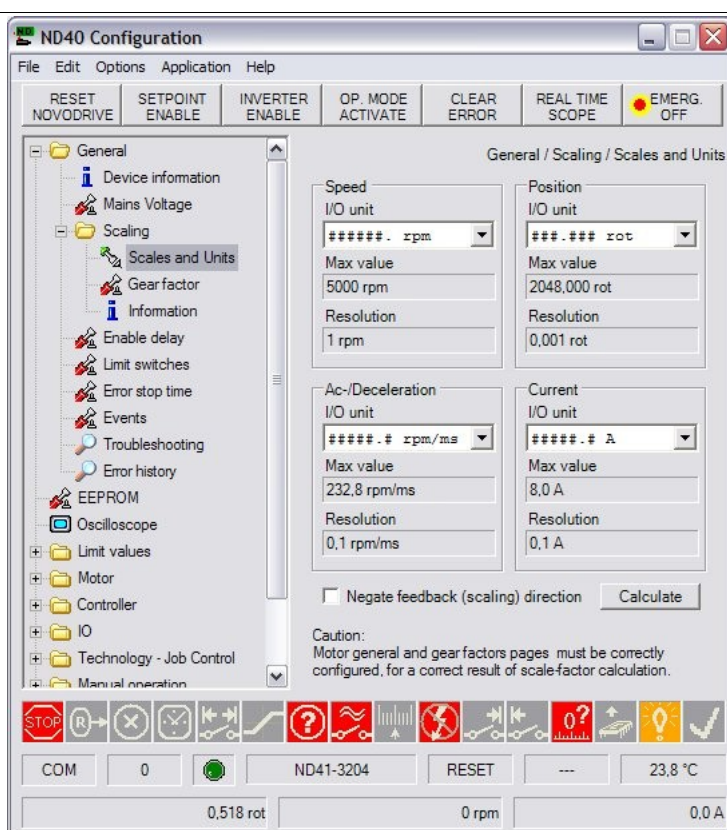 ND40 Configuration
File Edit Options Application Help
RESET NOVODRIVE
SETPOINT ENABLE
INVERTER ENABLE
OP. MODE ACTIVATE
CLEAR ERROR
REAL TIME SCOPE
EMERG. OFF
General
Device information
Mains Voltage
Scaling
Scales and Units
Gear factor
Information
Enable delay
Limit switches
Error stop time
Events
Troubleshooting
Error history
EEPROM
Oscilloscope
Limit values
Motor
Controller
IO
Technology - Job Control
Manual operation
General / Scaling / Scales and Units
Speed
I/O unit
######. rpm
Max value
5000 rpm
Resolution
1 rpm
Position
I/O unit
###.### rot
Max value
2048,000 rot
Resolution
0,001 rot
Ac-/Deceleration
I/O unit
#####.# rpm/ms
Max value
232,8 rpm/ms
Resolution
0,1 rpm/ms
Current
I/O unit
#####.# A
Max value
8,0 A
Resolution
0,1 A
Negate feedback (scaling) direction
Calculate
Caution:
Motor general and gear factors pages must be correctly
configured, for a correct result of scale-factor calculation.
STOP
R
?
0?
COM 0 ND41-3204 RESET --- 23,8 °C
0,518 rot 0 rpm 0,0 A